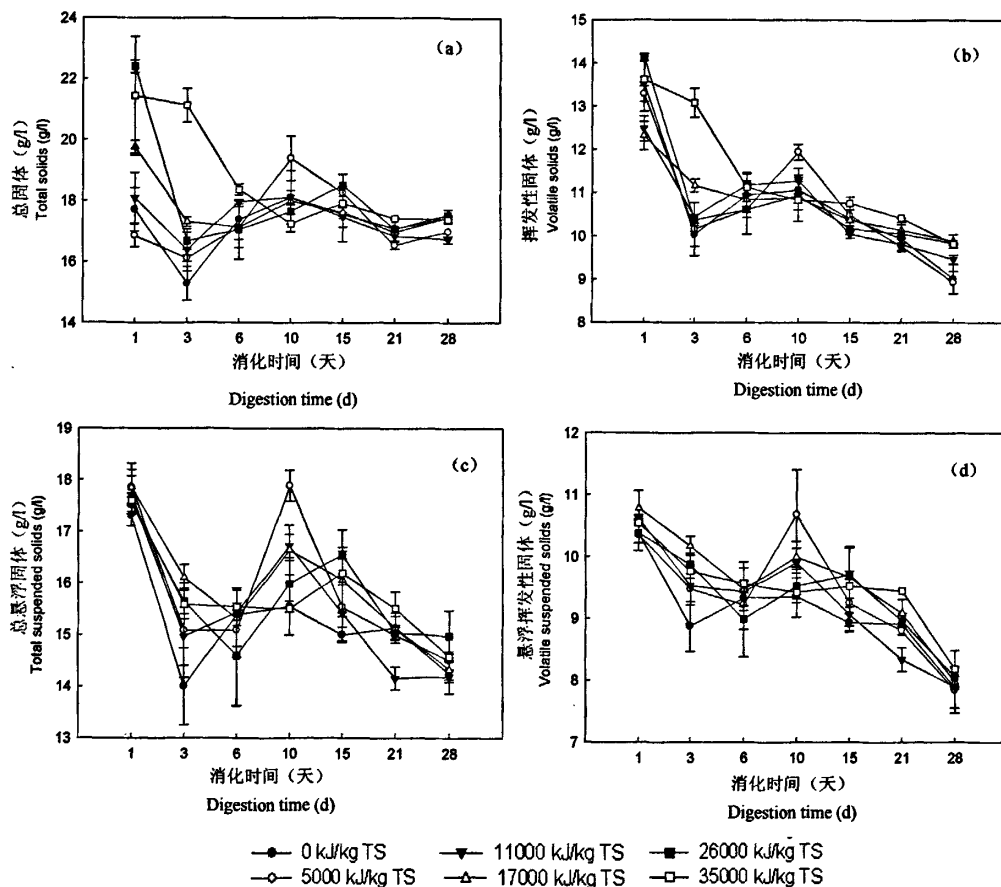 (a)
总固体 (g/l)
Total solids (g/l)
24
22
20
18
16
14
1 3 6 10 15 21 28
消化时间（天）
Digestion time (d)
(b)
挥发性固体 (g/l)
Volatile solids (g/l)
15
14
13
12
11
10
9
8
1 3 6 10 15 21 28
消化时间（天）
Digestion time (d)
(c)
总悬浮固体 (g/l)
Total suspended solids (g/l)
19
18
17
16
15
14
13
1 3 6 10 15 21 28
消化时间（天）
Digestion time (d)
(d)
悬浮挥发性固体 (g/l)
Volatile suspended solids (g/l)
12
11
10
9
8
7
1 3 6 10 15 21 28
消化时间（天）
Digestion time (d)
0 kJ/kg TS 11000 kJ/kg TS 26000 kJ/kg TS
5000 kJ/kg TS 17000 kJ/kg TS 35000 kJ/kg TS